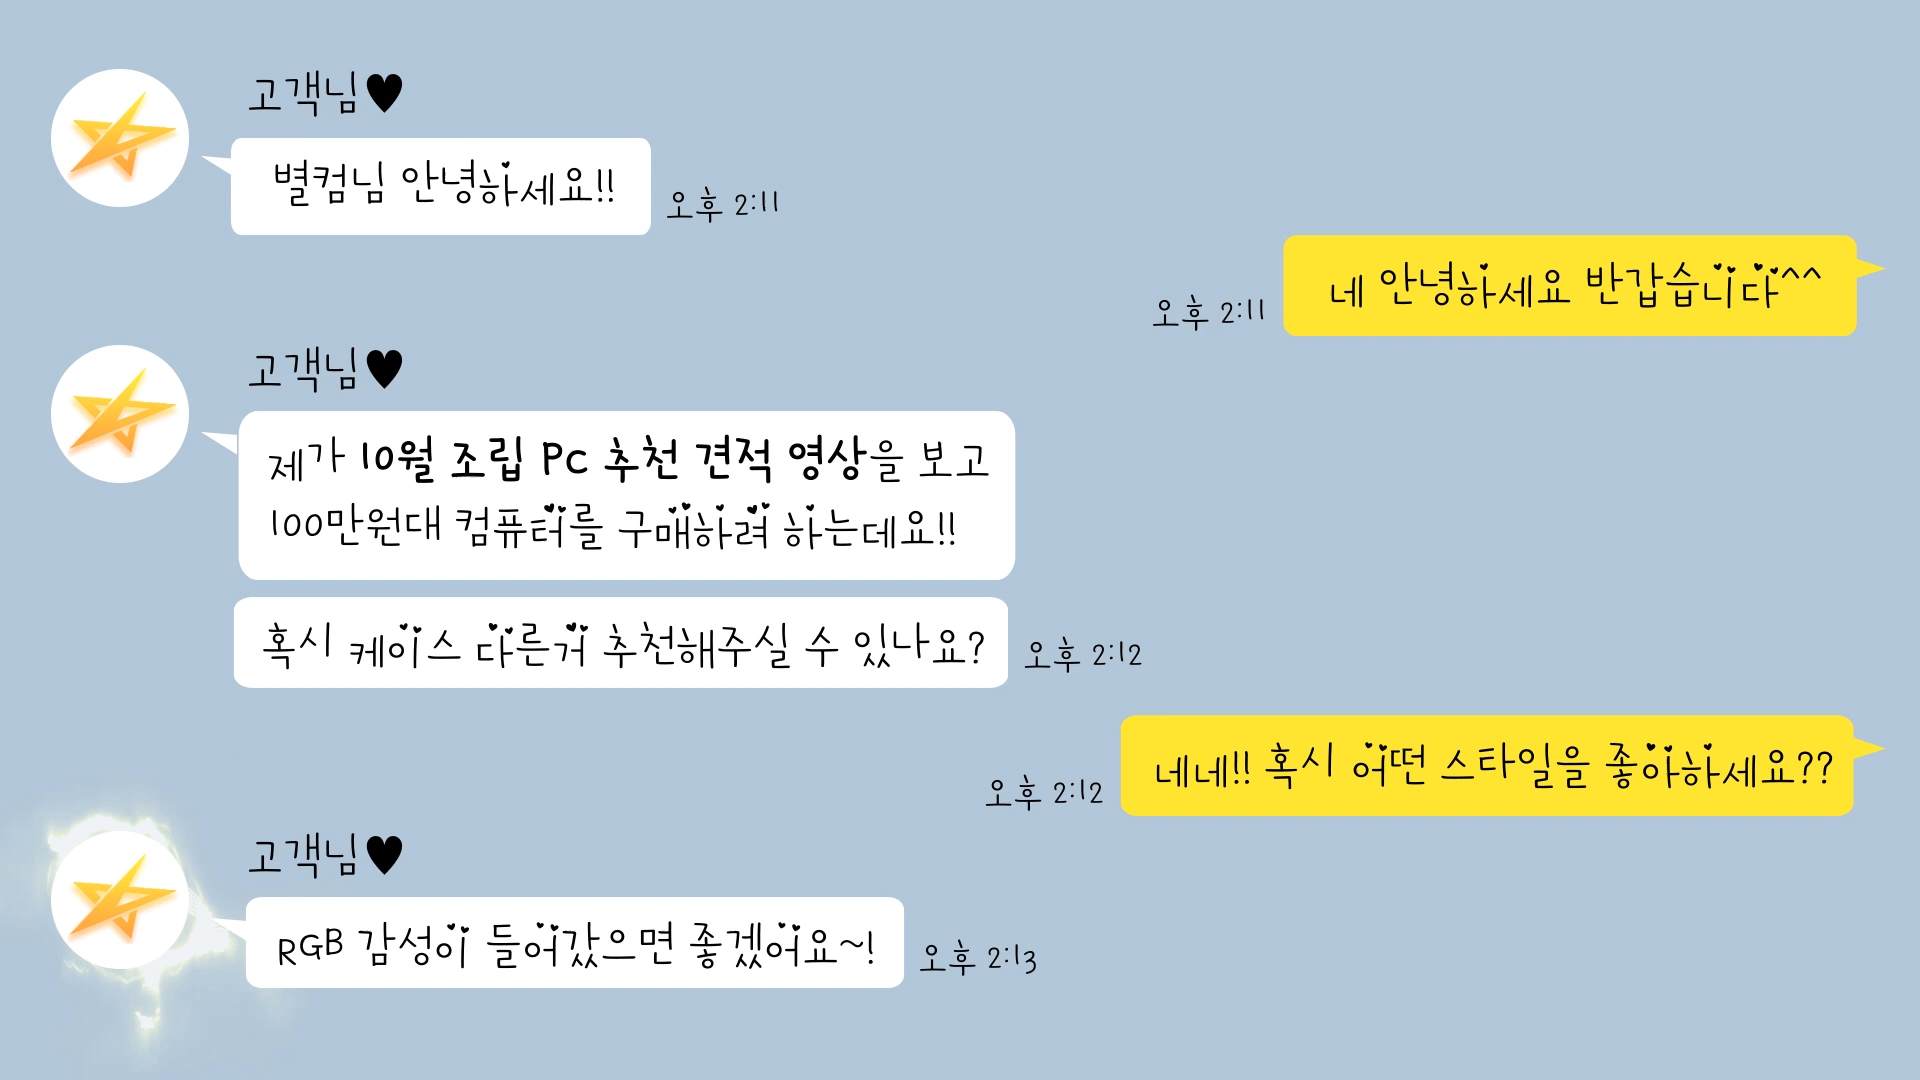 고객님♥
별컴님 안녕하세요!!
오후 2:11
네 안녕하세요 반갑습니다^^
오후 2:11
고객님♥
제가 10월 조립 Pc 추천 견적 영상을 보고
100만원대 컴퓨터를 구매하려 하는데요!!
혹시 케이스 다른거 추천해주실 수 있나요?
오후 2:12
네네!! 혹시 어떤 스타일을 좋아하세요??
오후 2:12
고객님♥
RGB 감성이 들어갔으면 좋겠어요~!
오후 2:13